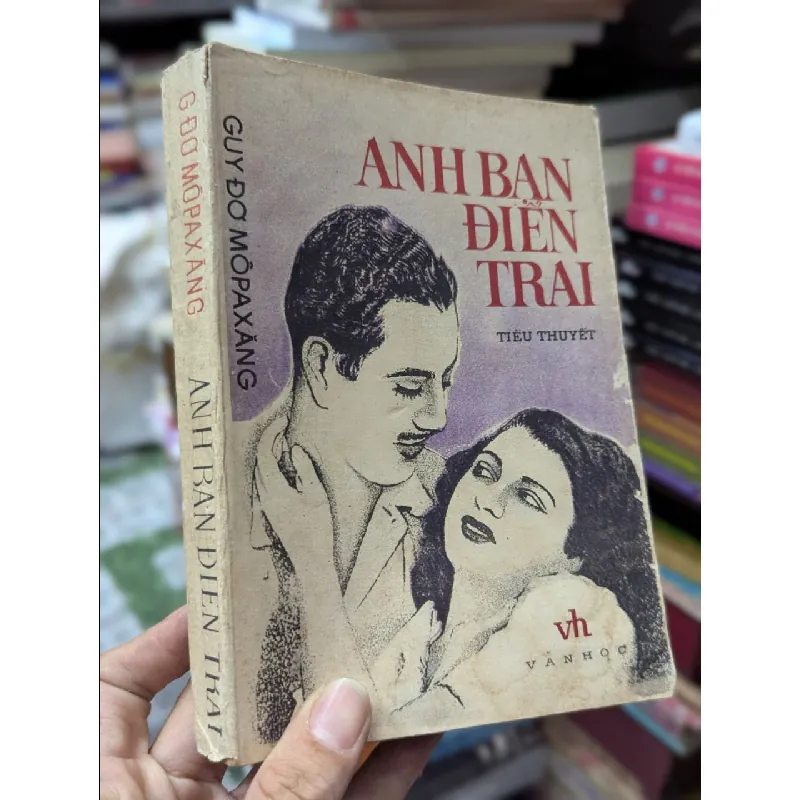 G ĐƠ MÔPAXĂNG
ANH BẠN ĐIỂN TRAI
GUY ĐƠ MÔPAXĂNG
ANH BẠN
ĐIỂN
TRAI
TIỂU THUYẾT
vh
VĂN HỌC